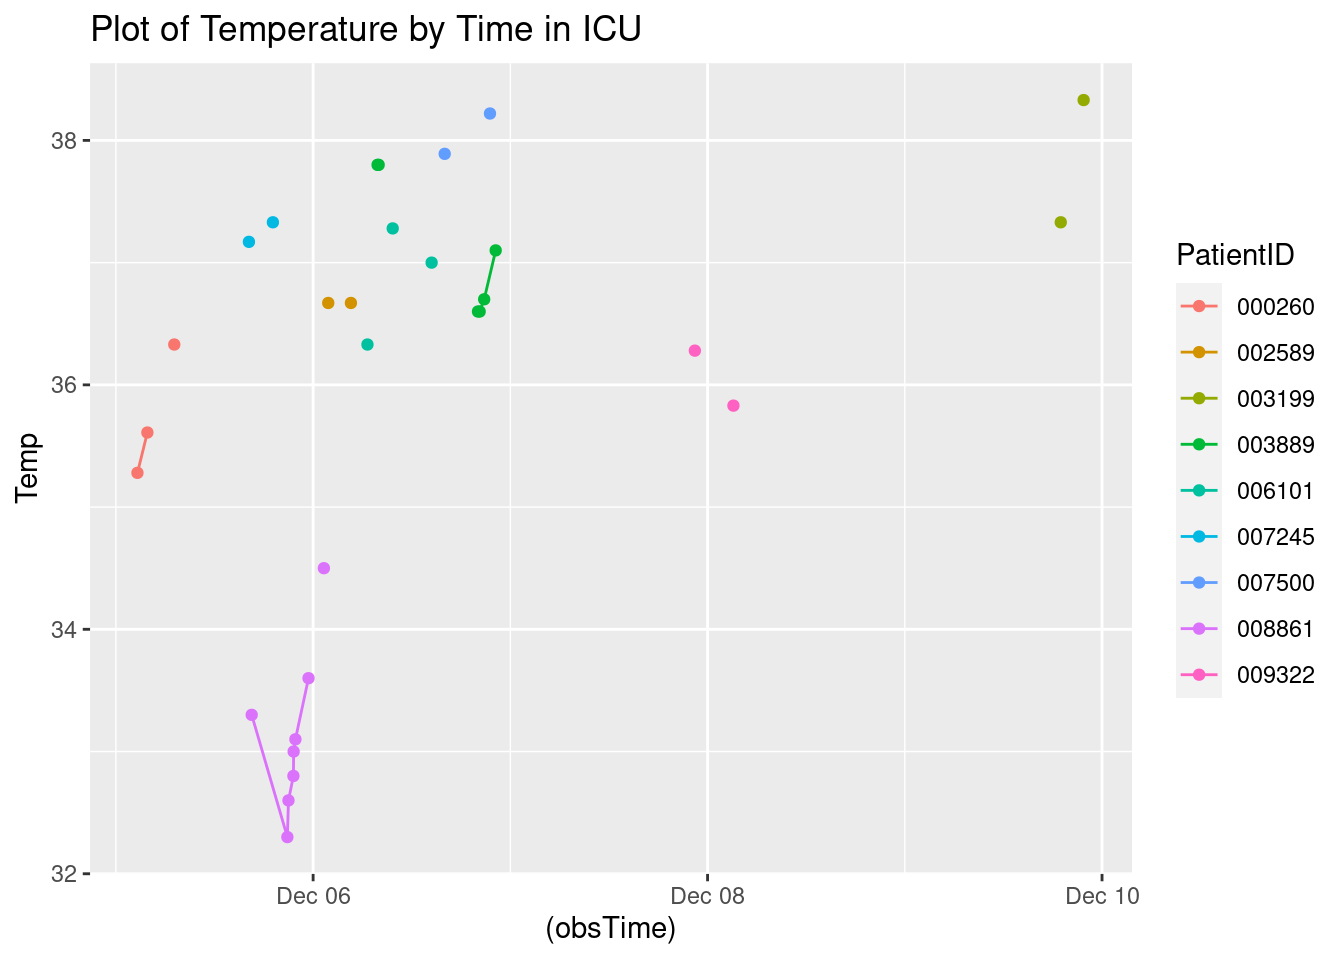 Plot of Temperature by Time in ICU
38
36
34
32
Temp
Dec 06
Dec 08
Dec 10
(obsTime)
PatientID
000260
002589
003199
003889
006101
007245
007500
008861
009322